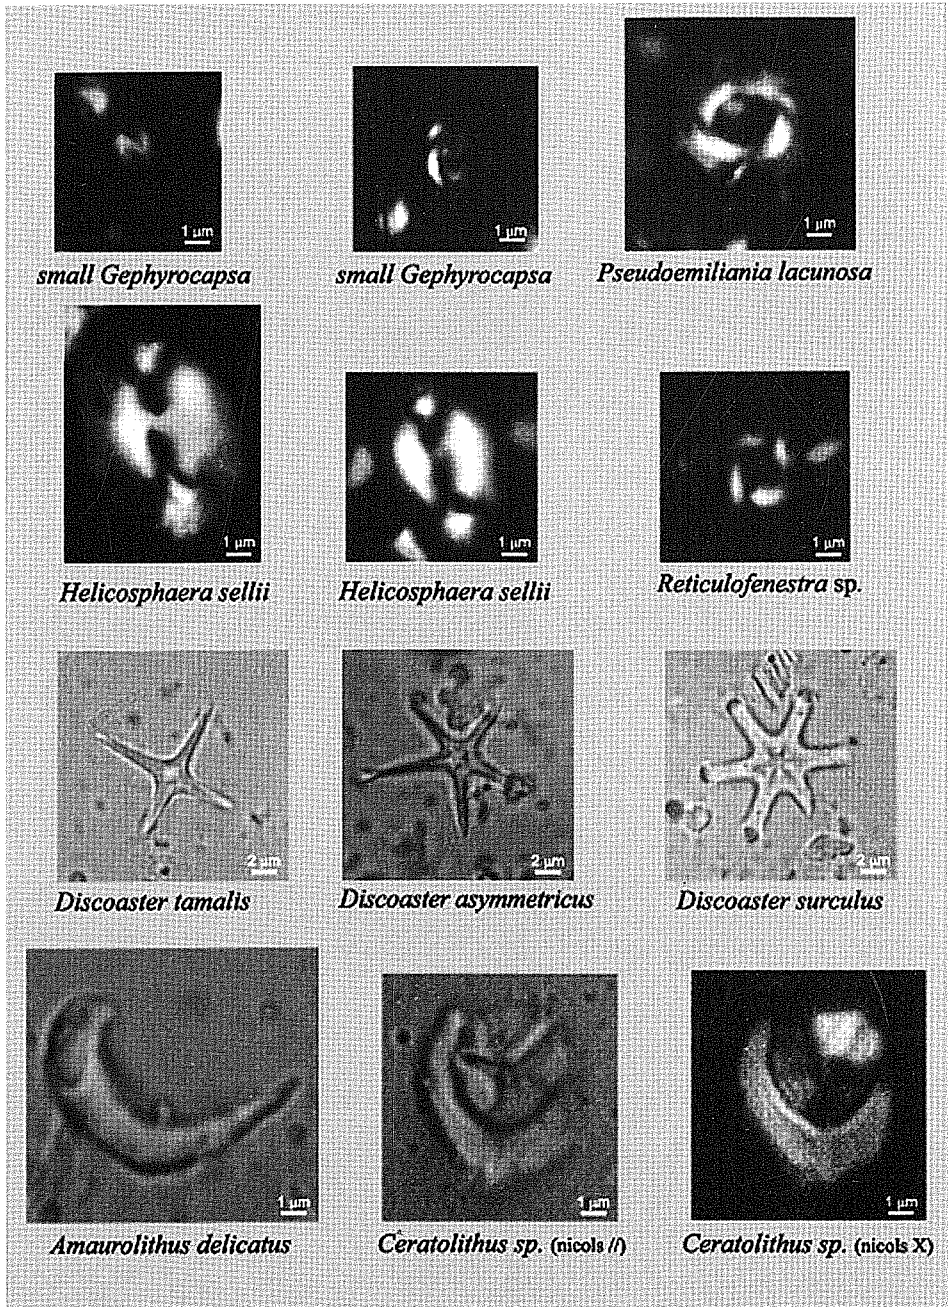 1 µm
1 µm
1 µm
small Gephyrocapsa
small Gephyrocapsa
Pseudoemiliania lacunosa
1 µm
1 µm
1 µm
Helicosphaera sellii
Helicosphaera sellii
Reticulofenestra sp.
2 µm
2 µm
2 µm
Discoaster tamalis
Discoaster asymmetricus
Discoaster surculus
1 µm
1 µm
1 µm
Amaurolithus delicatus
Ceratolithus sp. (nicols //)
Ceratolithus sp. (nicols X)